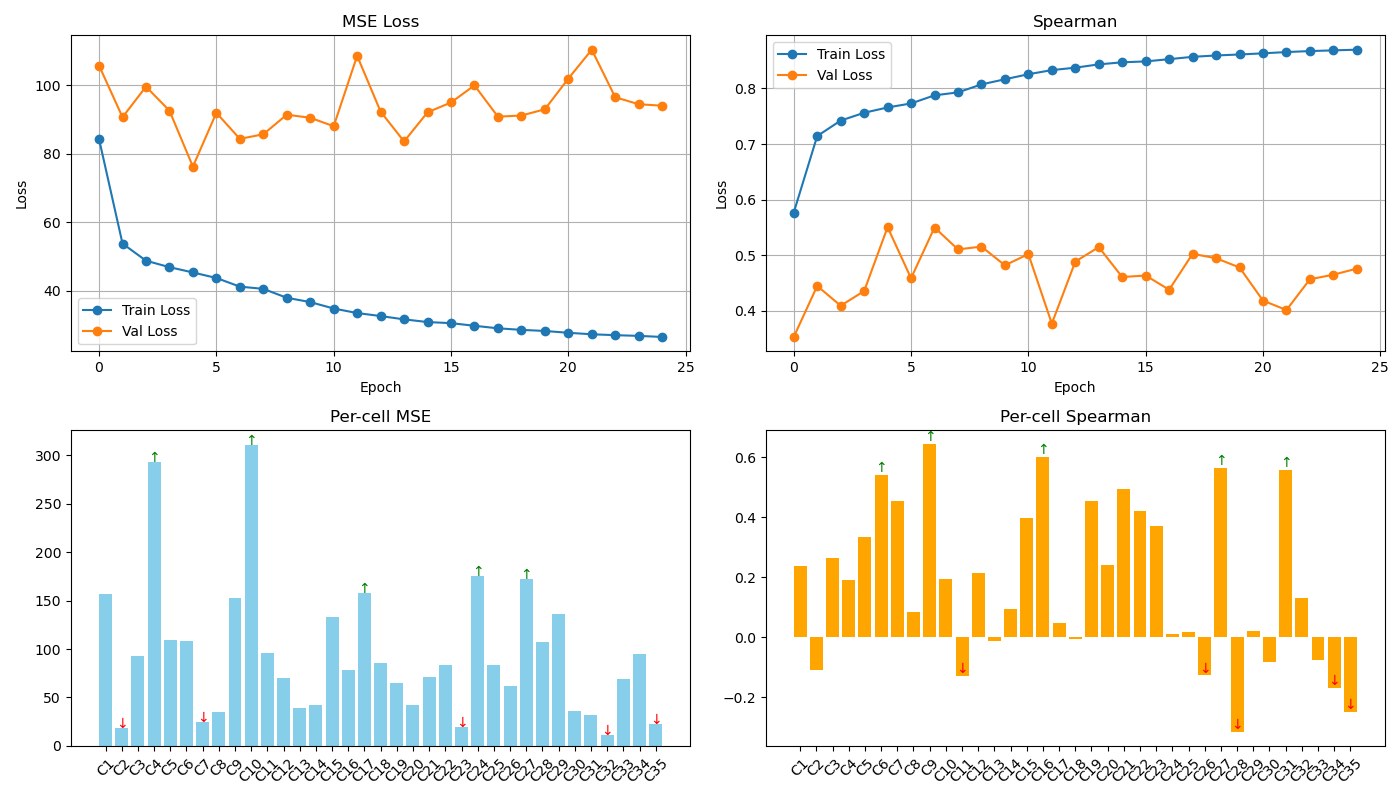 MSE Loss
Loss
100
80
60
40
Train Loss
Val Loss
0 5 10 15 20 25
Epoch
Spearman
Loss
0.8
0.7
0.6
0.5
0.4
Train Loss
Val Loss
0 5 10 15 20 25
Epoch
Per-cell MSE
300
250
200
150
100
50
0
↑ ↑ ↑ ↑ ↑
↓ ↓ ↓ ↓ ↓
C1 C2 C3 C4 C5 C6 C7 C8 C9 C10 C11 C12 C13 C14 C15 C16 C17 C18 C19 C20 C21 C22 C23 C24 C25 C26 C27 C28 C29 C30 C31 C32 C33 C34 C35
Per-cell Spearman
0.6
0.4
0.2
0.0
−0.2
↑ ↑ ↑ ↑ ↑
↓ ↓ ↓ ↓ ↓
C1 C2 C3 C4 C5 C6 C7 C8 C9 C10 C11 C12 C13 C14 C15 C16 C17 C18 C19 C20 C21 C22 C23 C24 C25 C26 C27 C28 C29 C30 C31 C32 C33 C34 C35